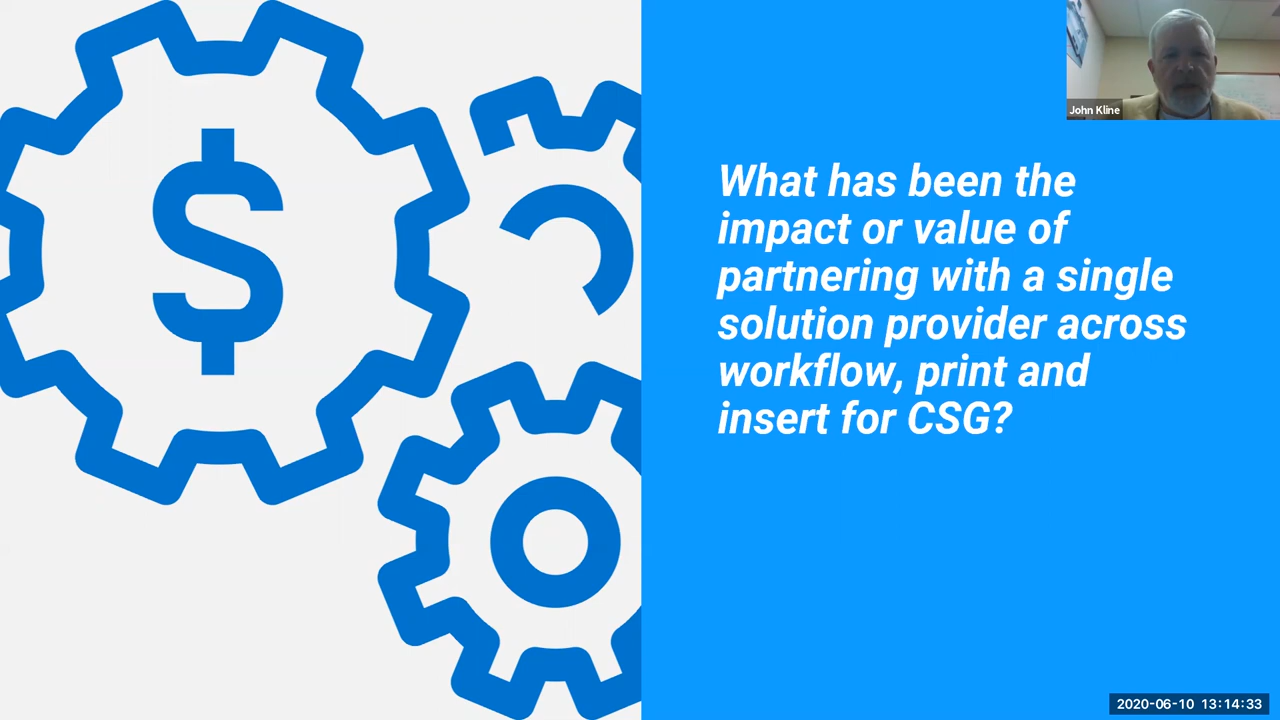 John Kline
$
What has been the
impact or value of
partnering with a single
solution provider across
workflow, print and
insert for CSG?
2020-06-10 13:14:33